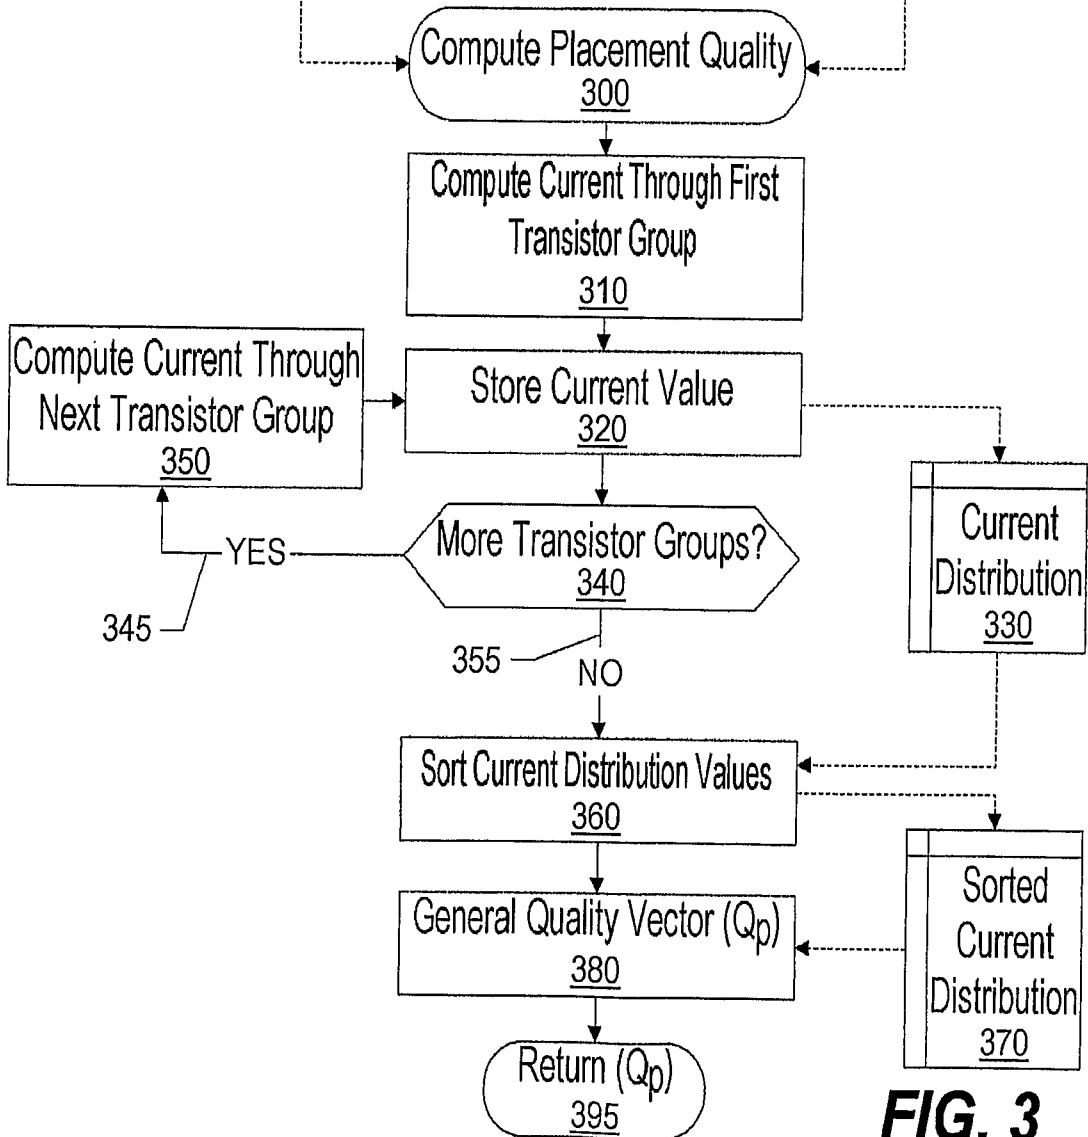 Compute Placement Quality
300
Compute Current Through First
Transistor Group
310
Compute Current Through
Next Transistor Group
350
Store Current Value
320
Current
Distribution
330
More Transistor Groups?
340
YES
345
355
NO
Sort Current Distribution Values
360
General Quality Vector (Qp)
380
Sorted
Current
Distribution
370
Return (Qp)
395
FIG. 3